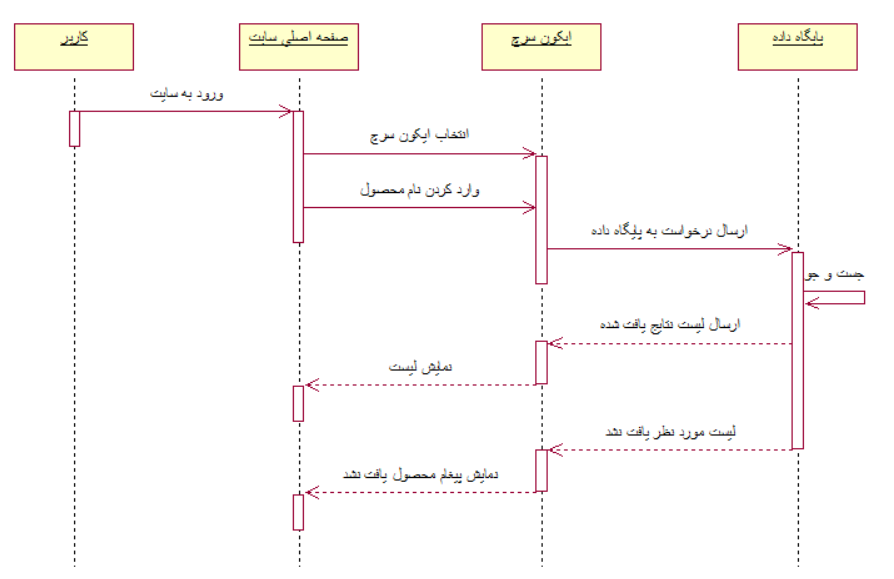 کاربر
صفحه اصلی سایت
ایکون سرچ
پایگاه داده
ورود به سایت
انتخاب ایکون سرچ
وارد کردن نام محصول
ارسال درخواست به پایگاه داده
جست و جو
ارسال لیست نتایج یافت شده
نمایش لیست
لیست مورد نظر یافت نشد
نمایش پیغام محصول یافت نشد